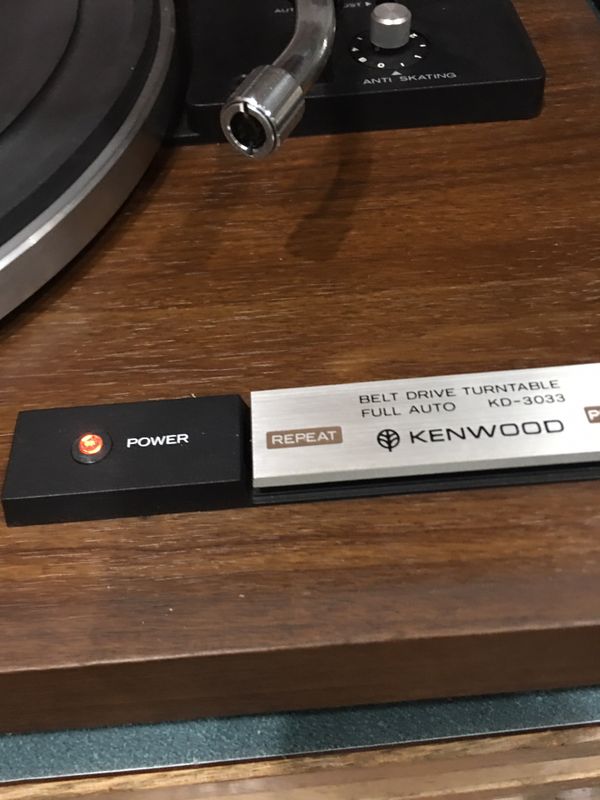 ANTI SKATING
POWER
BELT DRIVE TURNTABLE
FULL AUTO KD-3033
REPEAT
KENWOOD